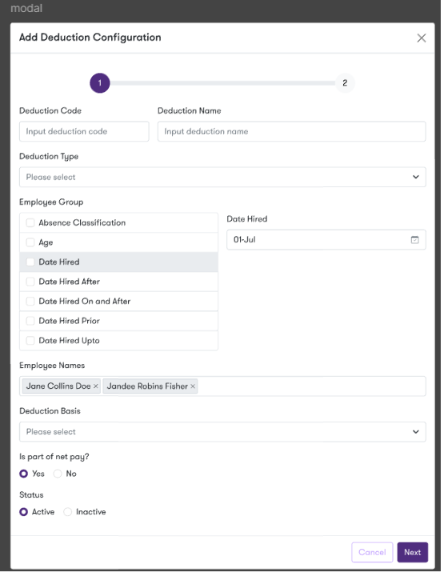 modal
Add Deduction Configuration
1 2
Deduction Code Deduction Name
Input deduction code Input deduction name
Deduction Type
Please select
Employee Group
Absence Classification Date Hired
Age 01-Jul
Date Hired
Date Hired After
Date Hired On and After
Date Hired Prior
Date Hired Upto
Employee Names
Jane Collins Doe × Jandee Robins Fisher ×
Deduction Basis
Please select
Is part of net pay?
Yes No
Status
Active Inactive
Cancel Next